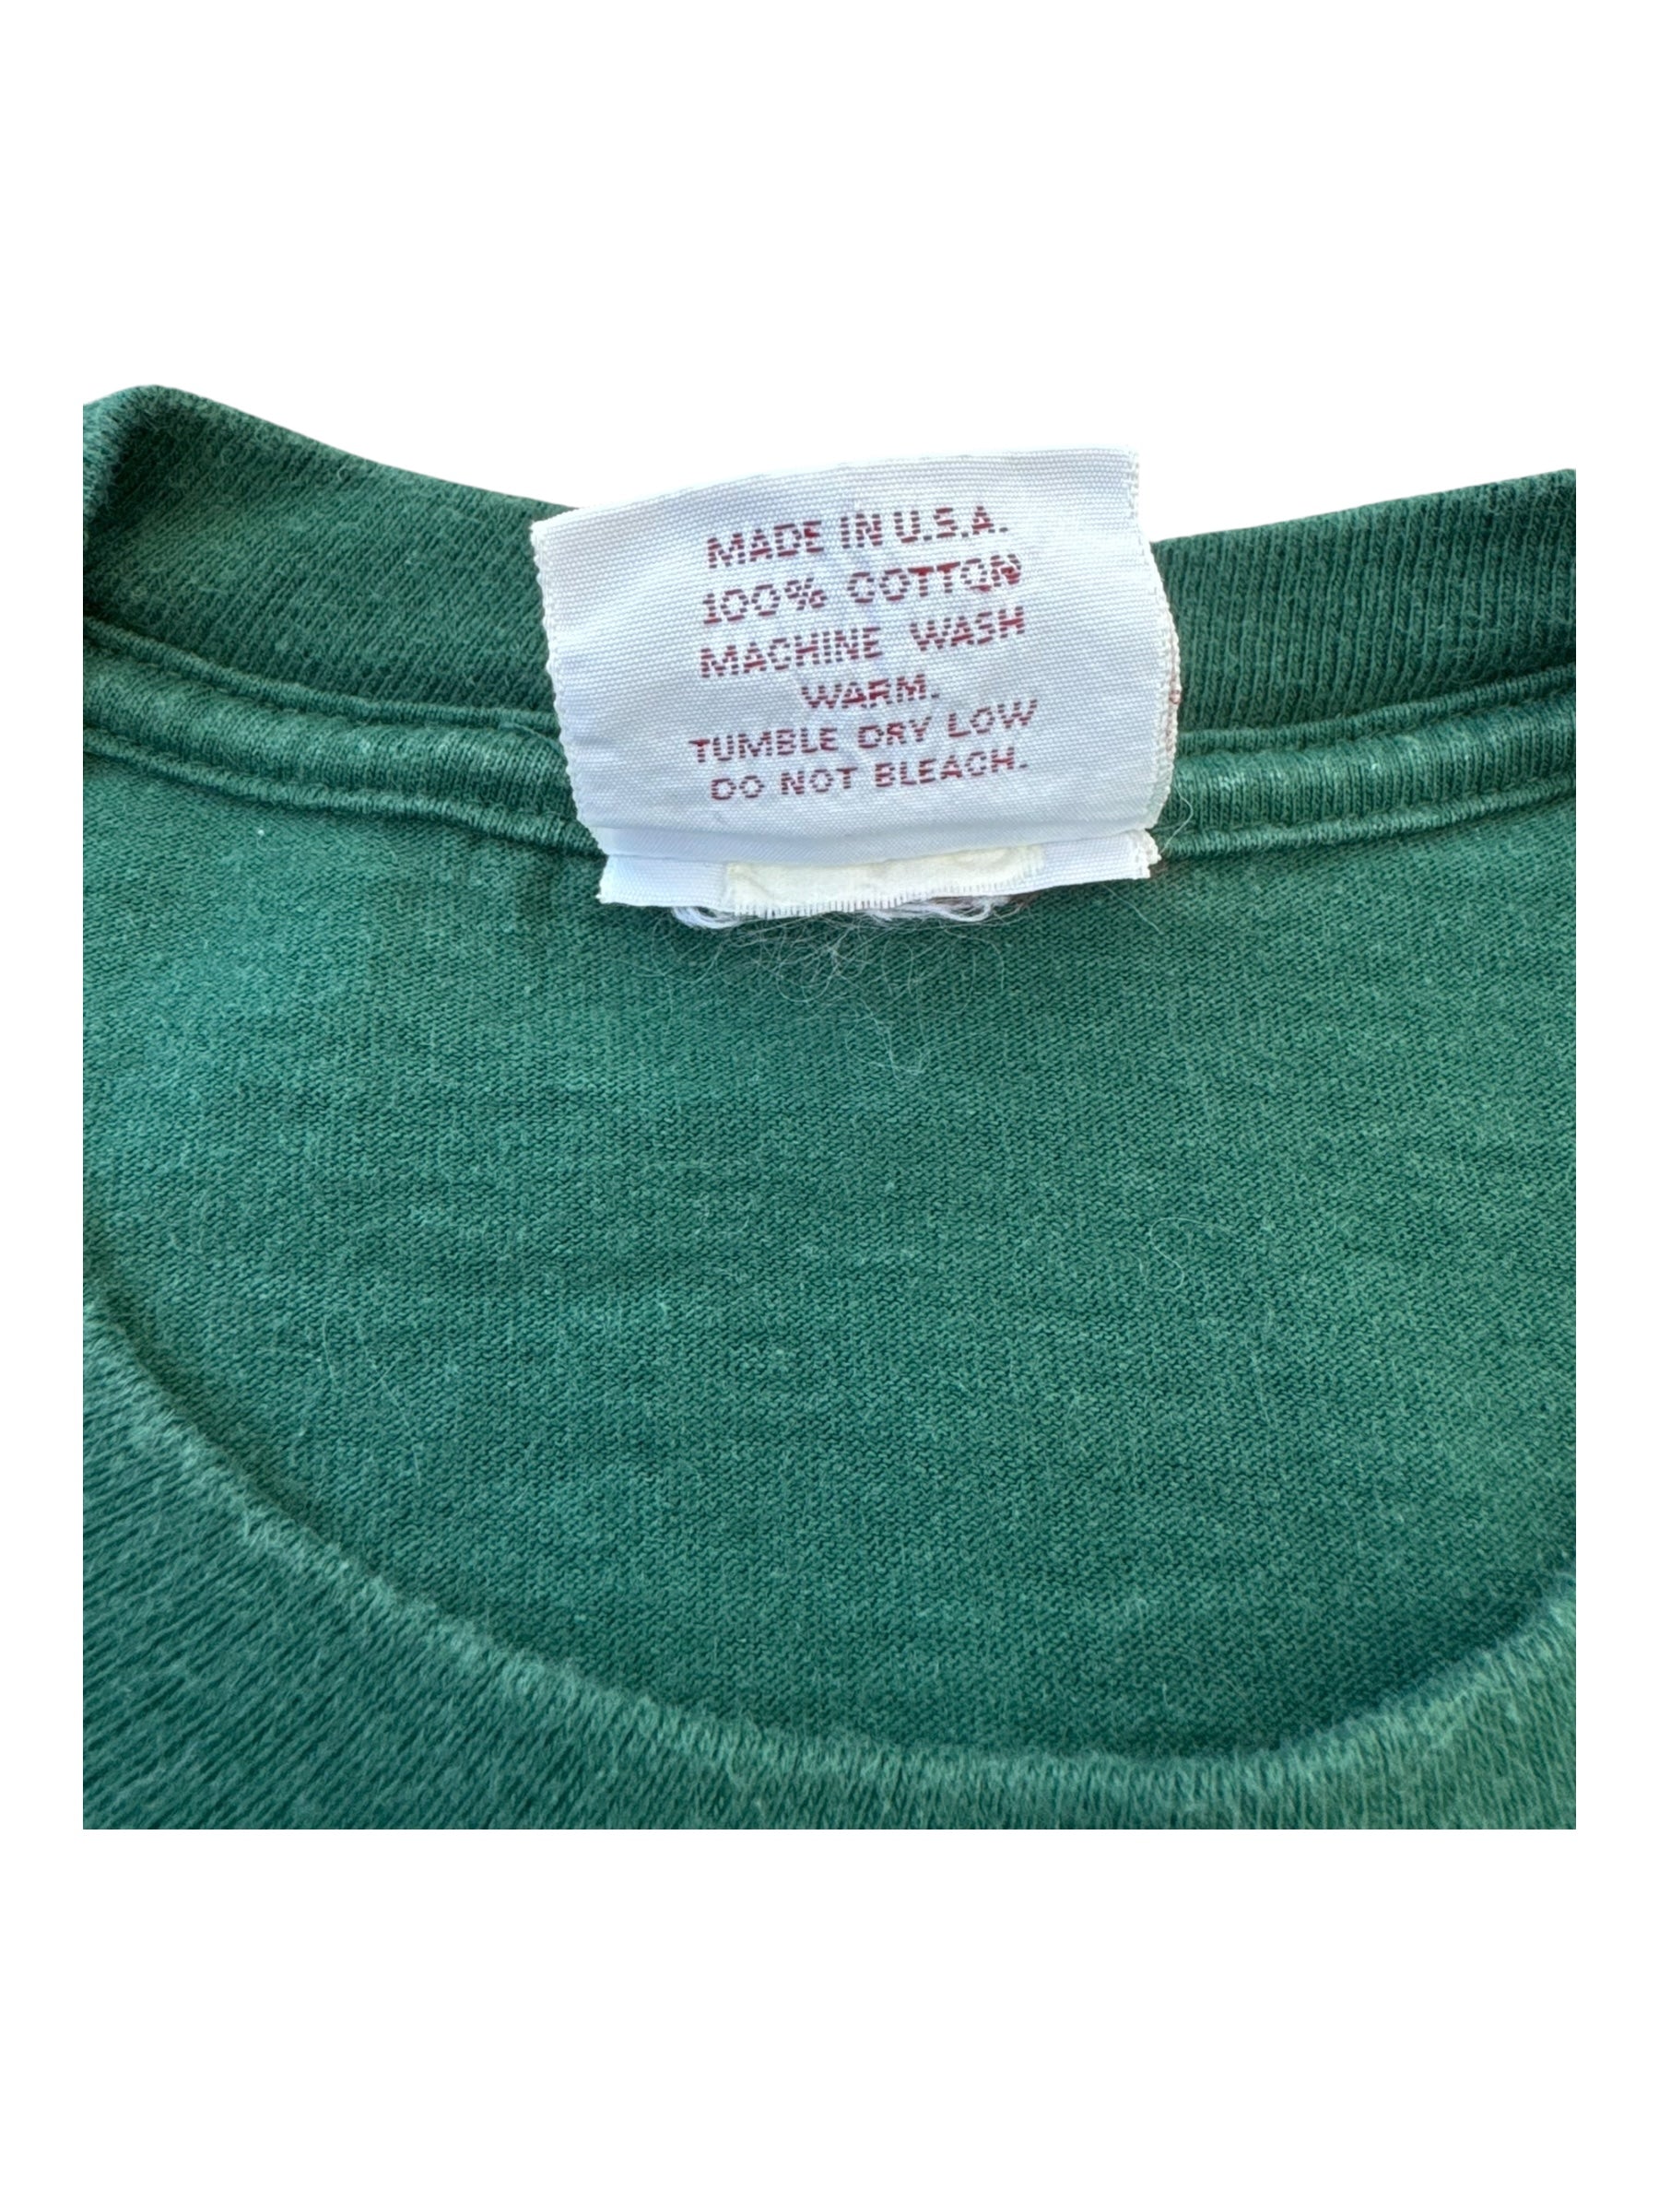 MADE IN U.S.A.
100% COTTON
MACHINE WASH
WARM.
TUMBLE DRY LOW
DO NOT BLEACH.